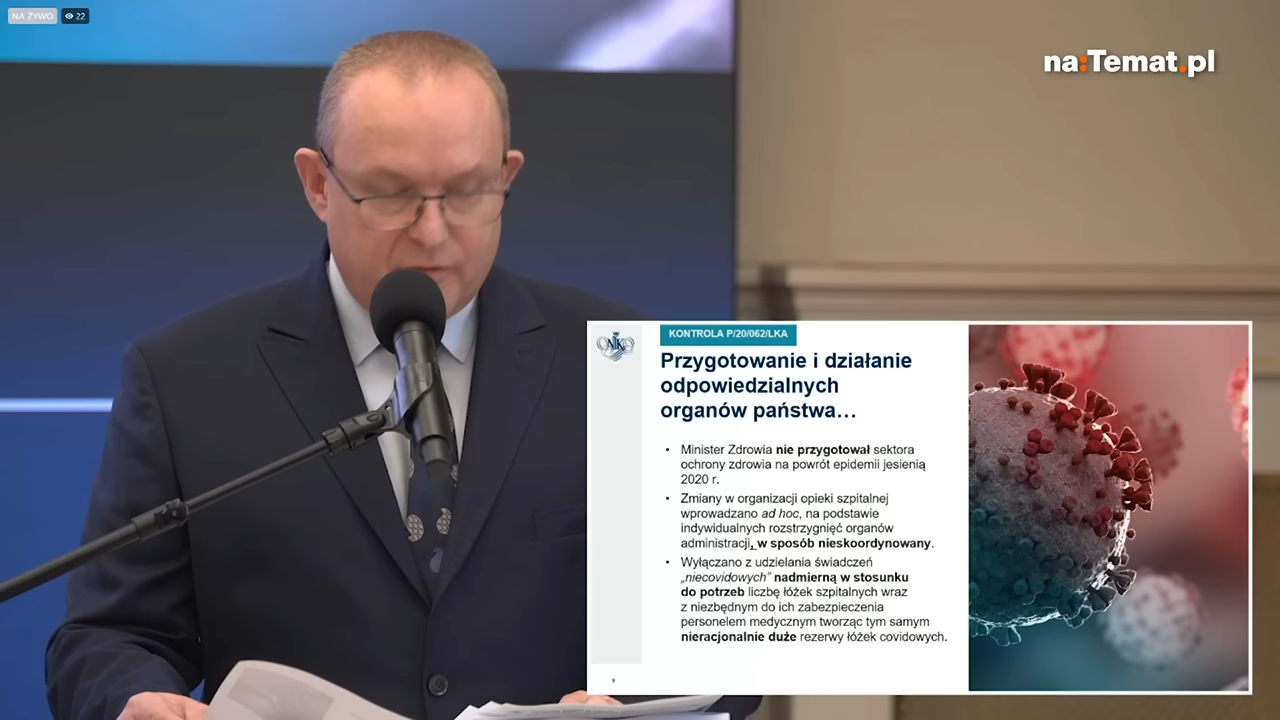 NA ŻYWO
22
na:Temat.pl
NIK
KONTROLA P/20/062/LKA
Przygotowanie i działanie
odpowiedzialnych
organów państwa…
• Minister Zdrowia nie przygotował sektora
ochrony zdrowia na powrót epidemii jesienią
2020 r.
• Zmiany w organizacji opieki szpitalnej
wprowadzano ad hoc, na podstawie
indywidualnych rozstrzygnięć organów
administracji, w sposób nieskoordynowany.
• Wyłączano z udzielania świadczeń
„niecovidowych” nadmierną w stosunku
do potrzeb liczbę łóżek szpitalnych wraz
z niezbędnym do ich zabezpieczenia
personelem medycznym tworząc tym samym
nieracjonalnie duże rezerwy łóżek covidowych.
9